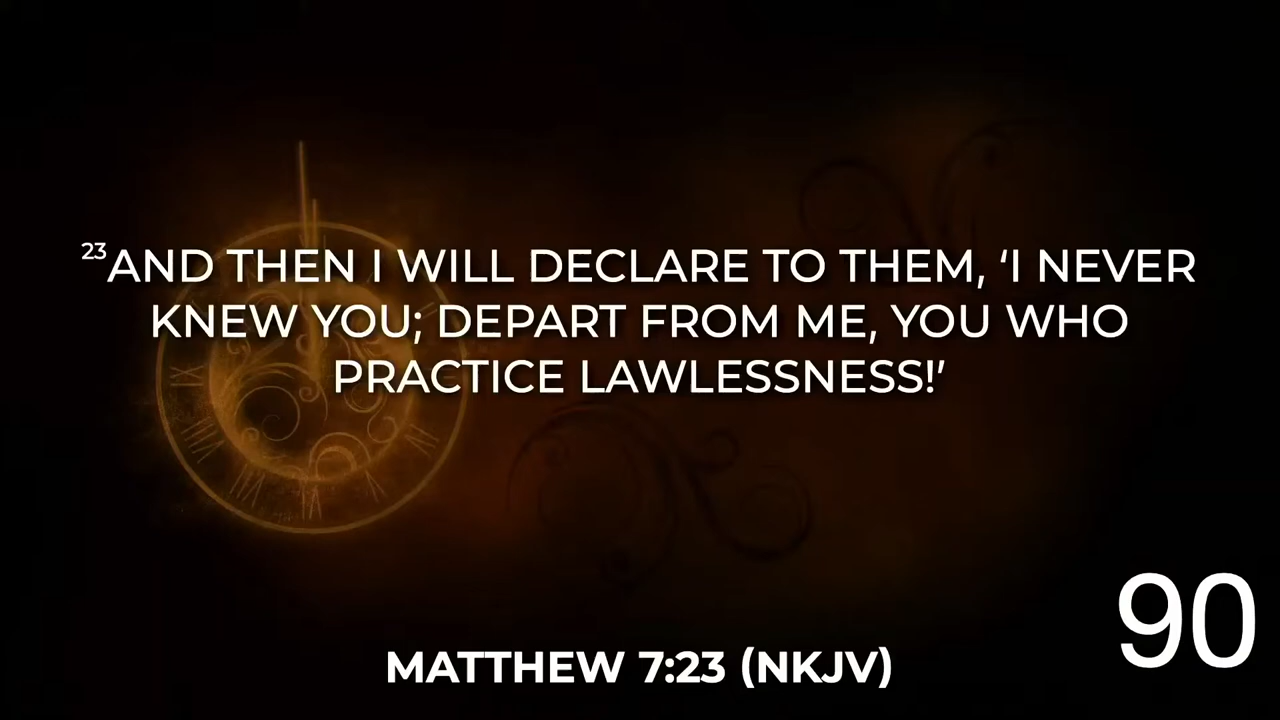 23AND THEN I WILL DECLARE TO THEM, ‘I NEVER
KNEW YOU; DEPART FROM ME, YOU WHO
PRACTICE LAWLESSNESS!’
90
MATTHEW 7:23 (NKJV)